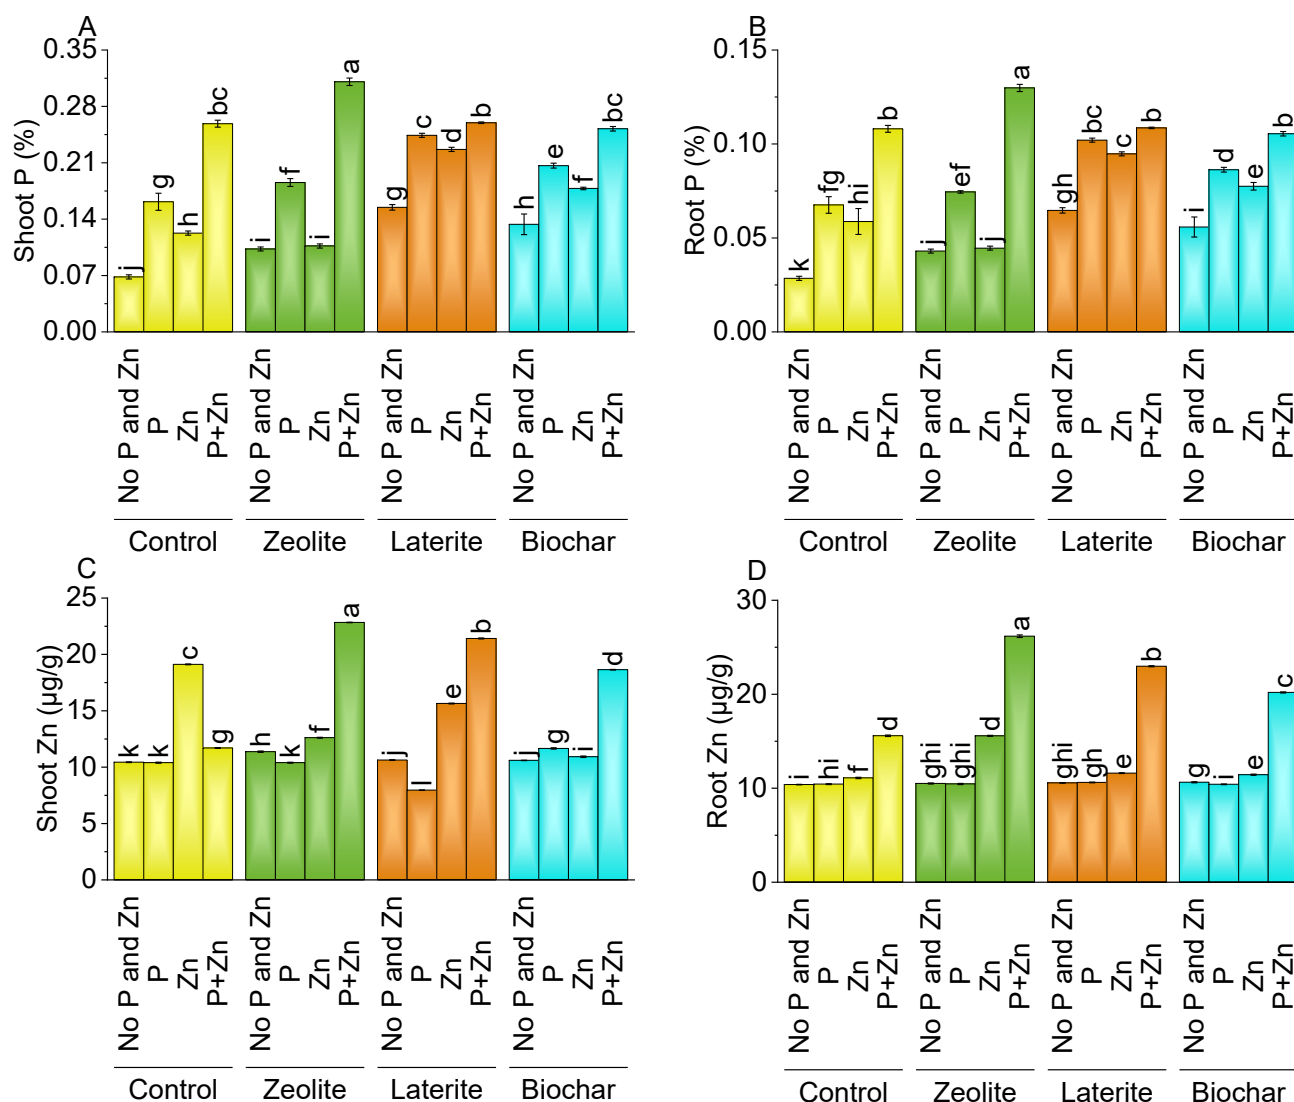 A
Shoot P (%)
0.35
0.28
0.21
0.14
0.07
0.00
j
g
h
bc
i
f
i
a
g
c
d
b
h
e
f
bc
No P and Zn
P
Zn
P+Zn
No P and Zn
P
Zn
P+Zn
No P and Zn
P
Zn
P+Zn
No P and Zn
P
Zn
P+Zn
Control
Zeolite
Laterite
Biochar
B
Root P (%)
0.15
0.10
0.05
0.00
k
fg
hi
b
j
ef
j
a
gh
bc
c
b
i
d
e
b
No P and Zn
P
Zn
P+Zn
No P and Zn
P
Zn
P+Zn
No P and Zn
P
Zn
P+Zn
No P and Zn
P
Zn
P+Zn
Control
Zeolite
Laterite
Biochar
C
Shoot Zn (µg/g)
25
20
15
10
5
0
k
k
c
g
h
k
f
a
j
l
e
b
j
g
i
d
No P and Zn
P
Zn
P+Zn
No P and Zn
P
Zn
P+Zn
No P and Zn
P
Zn
P+Zn
No P and Zn
P
Zn
P+Zn
Control
Zeolite
Laterite
Biochar
D
Root Zn (µg/g)
30
20
10
0
i
hi
f
d
ghi
ghi
d
a
ghi
gh
e
b
g
i
e
c
No P and Zn
P
Zn
P+Zn
No P and Zn
P
Zn
P+Zn
No P and Zn
P
Zn
P+Zn
No P and Zn
P
Zn
P+Zn
Control
Zeolite
Laterite
Biochar